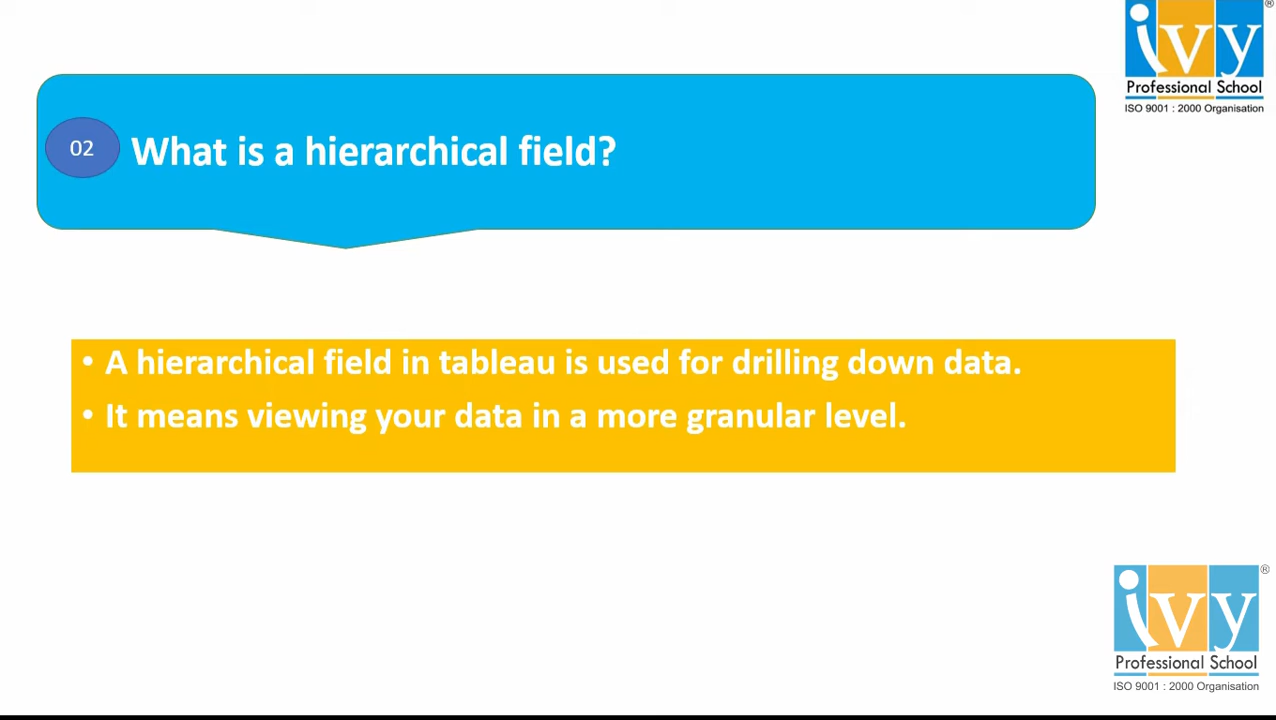 ivy
Professional School
ISO 9001 : 2000 Organisation
02
What is a hierarchical field?
• A hierarchical field in tableau is used for drilling down data.
• It means viewing your data in a more granular level.
ivy
Professional School
ISO 9001 : 2000 Organisation